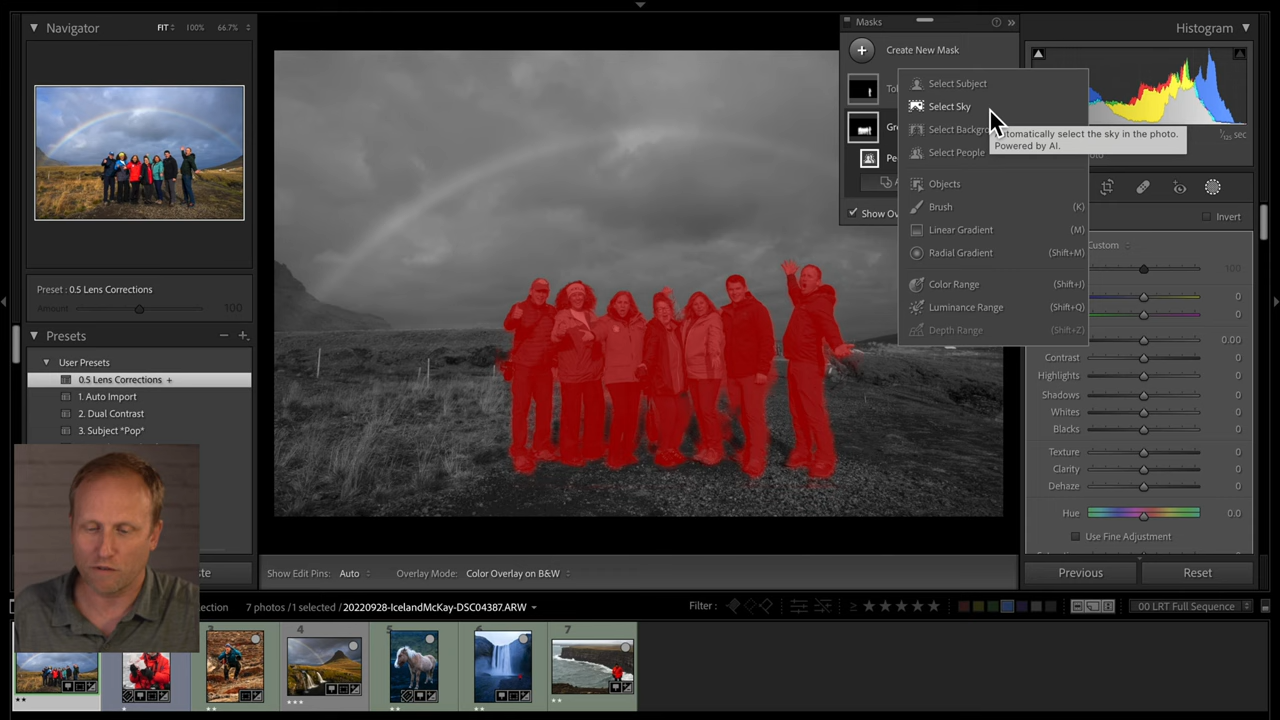 Navigator
FIT
100%
66.7%
Preset : 0.5 Lens Corrections
Amount
100
Presets
User Presets
0.5 Lens Corrections +
1. Auto Import
2. Dual Contrast
3. Subject *Pop*
Masks
Create New Mask
Show Ov
Select Subject
Select Sky
Select Backgro
Select People
Objects
Brush (K)
Linear Gradient (M)
Radial Gradient (Shift+M)
Color Range (Shift+J)
Luminance Range (Shift+Q)
Depth Range (Shift+Z)
tomatically select the sky in the photo.
Powered by AI.
Histogram
sec
Invert
Custom
100
0
0
0.00
Contrast 0
Highlights 0
Shadows 0
Whites 0
Blacks 0
Texture 0
Clarity 0
Dehaze 0
Hue 0.0
Use Fine Adjustment
Previous
Reset
ste
Show Edit Pins: Auto
Overlay Mode: Color Overlay on B&W
lection
7 photos / 1 selected / 20220928-IcelandMcKay-DSC04387.ARW
Filter :
00 LRT Full Sequence
3
4
5
6
7